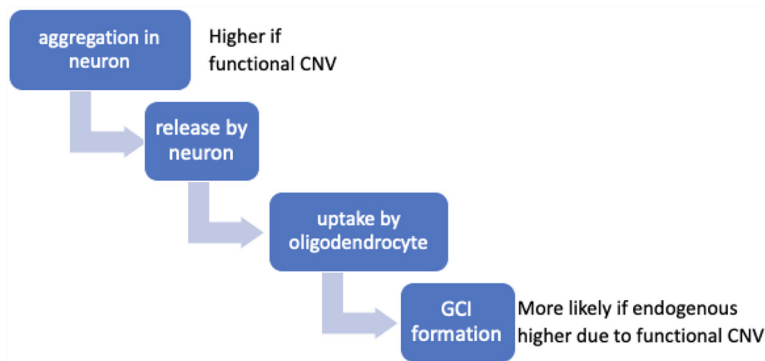 aggregation in
neuron
Higher if
functional CNV
release by
neuron
uptake by
oligodendrocyte
GCI
formation
More likely if endogenous
higher due to functional CNV